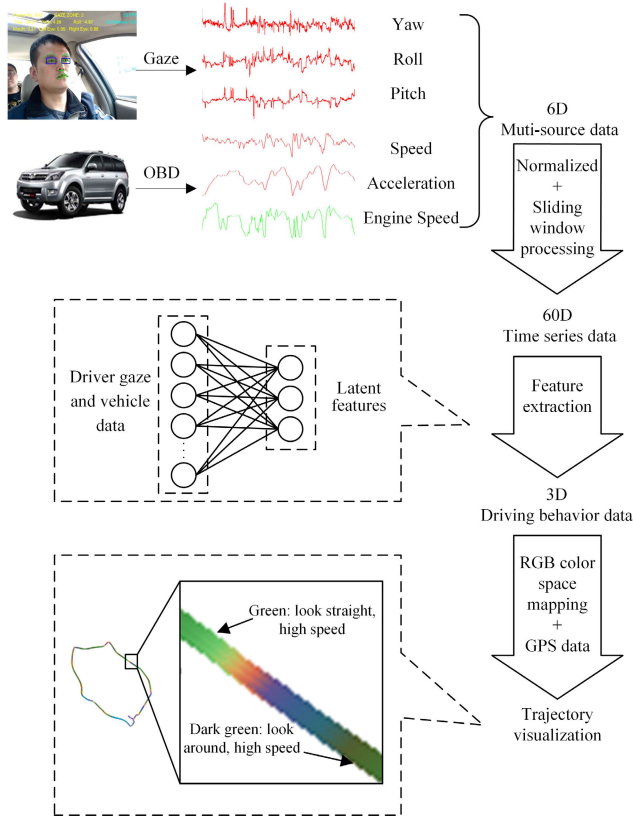 Gaze
Yaw
Roll
Pitch
6D
Muti-source data
OBD
Speed
Acceleration
Engine Speed
Normalized
+
Sliding
window
processing
60D
Time series data
Driver gaze
and vehicle
data
Latent
features
Feature
extraction
3D
Driving behavior data
RGB color
space
mapping
+
GPS data
Green: look straight,
high speed
Dark green: look
around, high speed
Trajectory
visualization